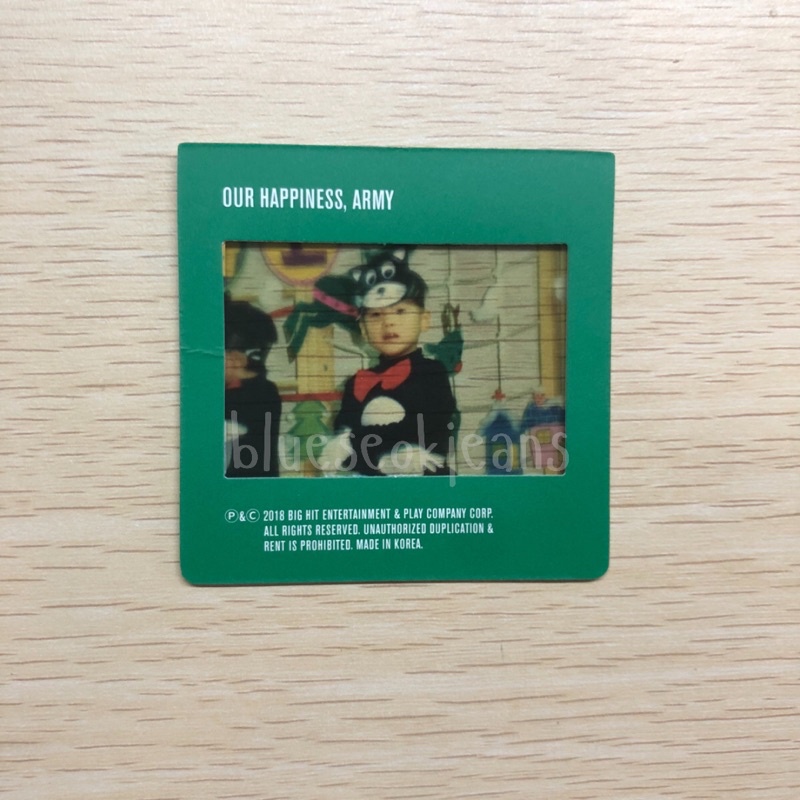 OUR HAPPINESS, ARMY
blueseokjeans
Ⓟ&Ⓒ 2018 BIG HIT ENTERTAINMENT & PLAY COMPANY CORP.
ALL RIGHTS RESERVED. UNAUTHORIZED DUPLICATION &
RENT IS PROHIBITED. MADE IN KOREA.